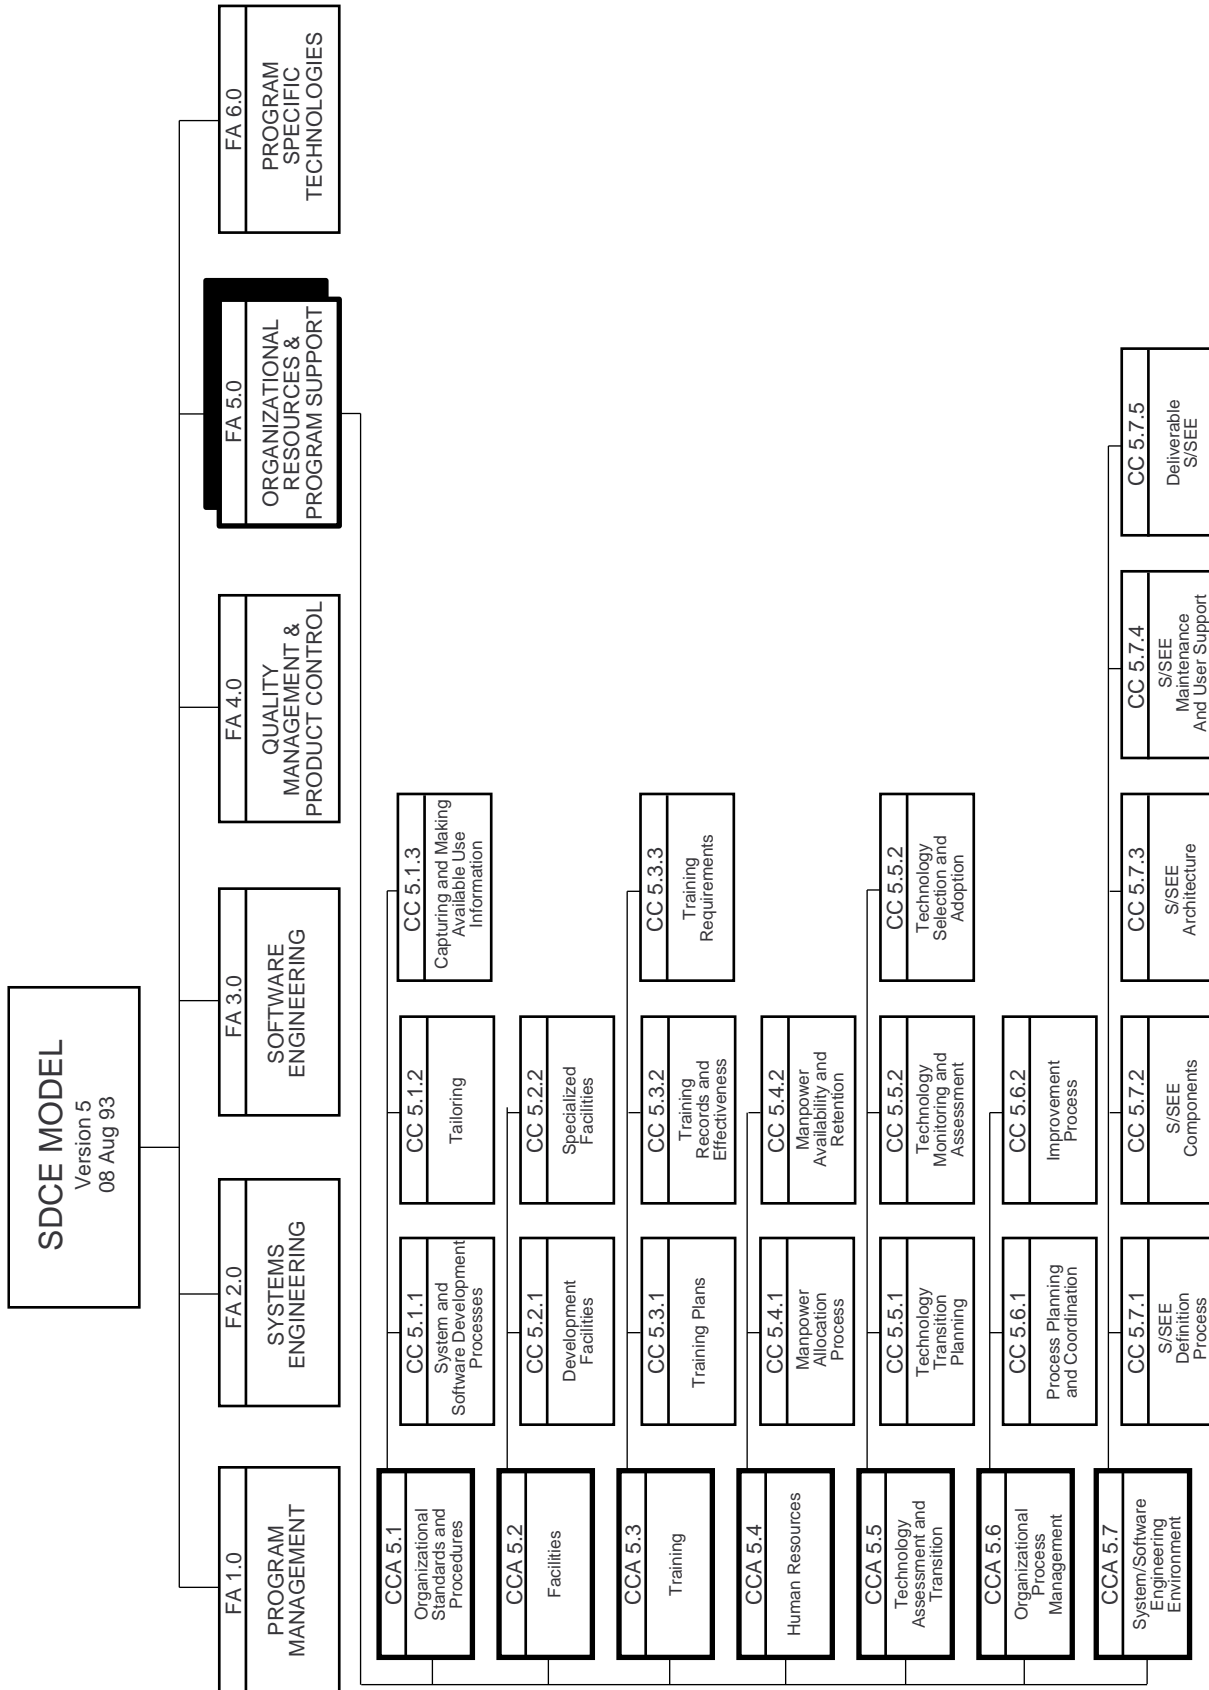 SDCE MODEL
Version 5
08 Aug 93
FA 1.0
PROGRAM
MANAGEMENT
FA 2.0
SYSTEMS
ENGINEERING
FA 3.0
SOFTWARE
ENGINEERING
FA 4.0
QUALITY
MANAGEMENT &
PRODUCT CONTROL
FA 5.0
ORGANIZATIONAL
RESOURCES &
PROGRAM SUPPORT
FA 6.0
PROGRAM
SPECIFIC
TECHNOLOGIES
CCA 5.1
Organizational
Standards and
Procedures
CC 5.1.1
System and
Software Development
Processes
CC 5.1.2
Tailoring
CC 5.1.3
Capturing and Making
Available Use
Information
CCA 5.2
Facilities
CC 5.2.1
Development
Facilities
CC 5.2.2
Specialized
Facilities
CCA 5.3
Training
CC 5.3.1
Training Plans
CC 5.3.2
Training
Records and
Effectiveness
CC 5.3.3
Training
Requirements
CCA 5.4
Human Resources
CC 5.4.1
Manpower
Allocation
Process
CC 5.4.2
Manpower
Availability and
Retention
CCA 5.5
Technology
Assessment and
Transition
CC 5.5.1
Technology
Transition
Planning
CC 5.5.2
Technology
Monitoring and
Assessment
CC 5.5.2
Technology
Selection and
Adoption
CCA 5.6
Organizational
Process
Management
CC 5.6.1
Process Planning
and Coordination
CC 5.6.2
Improvement
Process
CCA 5.7
System/Software
Engineering
Environment
CC 5.7.1
S/SEE
Definition
Process
CC 5.7.2
S/SEE
Components
CC 5.7.3
S/SEE
Architecture
CC 5.7.4
S/SEE
Maintenance
And User Support
CC 5.7.5
Deliverable
S/SEE